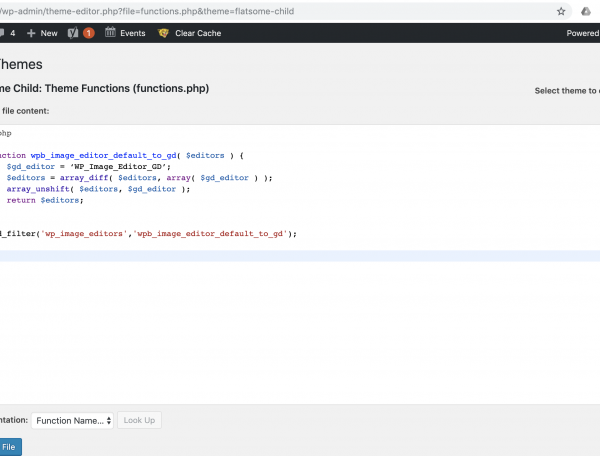 /wp-admin/theme-editor.php?file=functions.php&theme=flatsome-child
4 New 1 Events Clear Cache Powered
hemes
me Child: Theme Functions (functions.php)
Select theme to e
file content:
php
nction wpb_image_editor_default_to_gd( $editors ) {
$gd_editor = ‘WP_Image_Editor_GD’;
$editors = array_diff( $editors, array( $gd_editor ) );
array_unshift( $editors, $gd_editor );
return $editors;
d_filter('wp_image_editors','wpb_image_editor_default_to_gd');
ntation: Function Name... Look Up
File